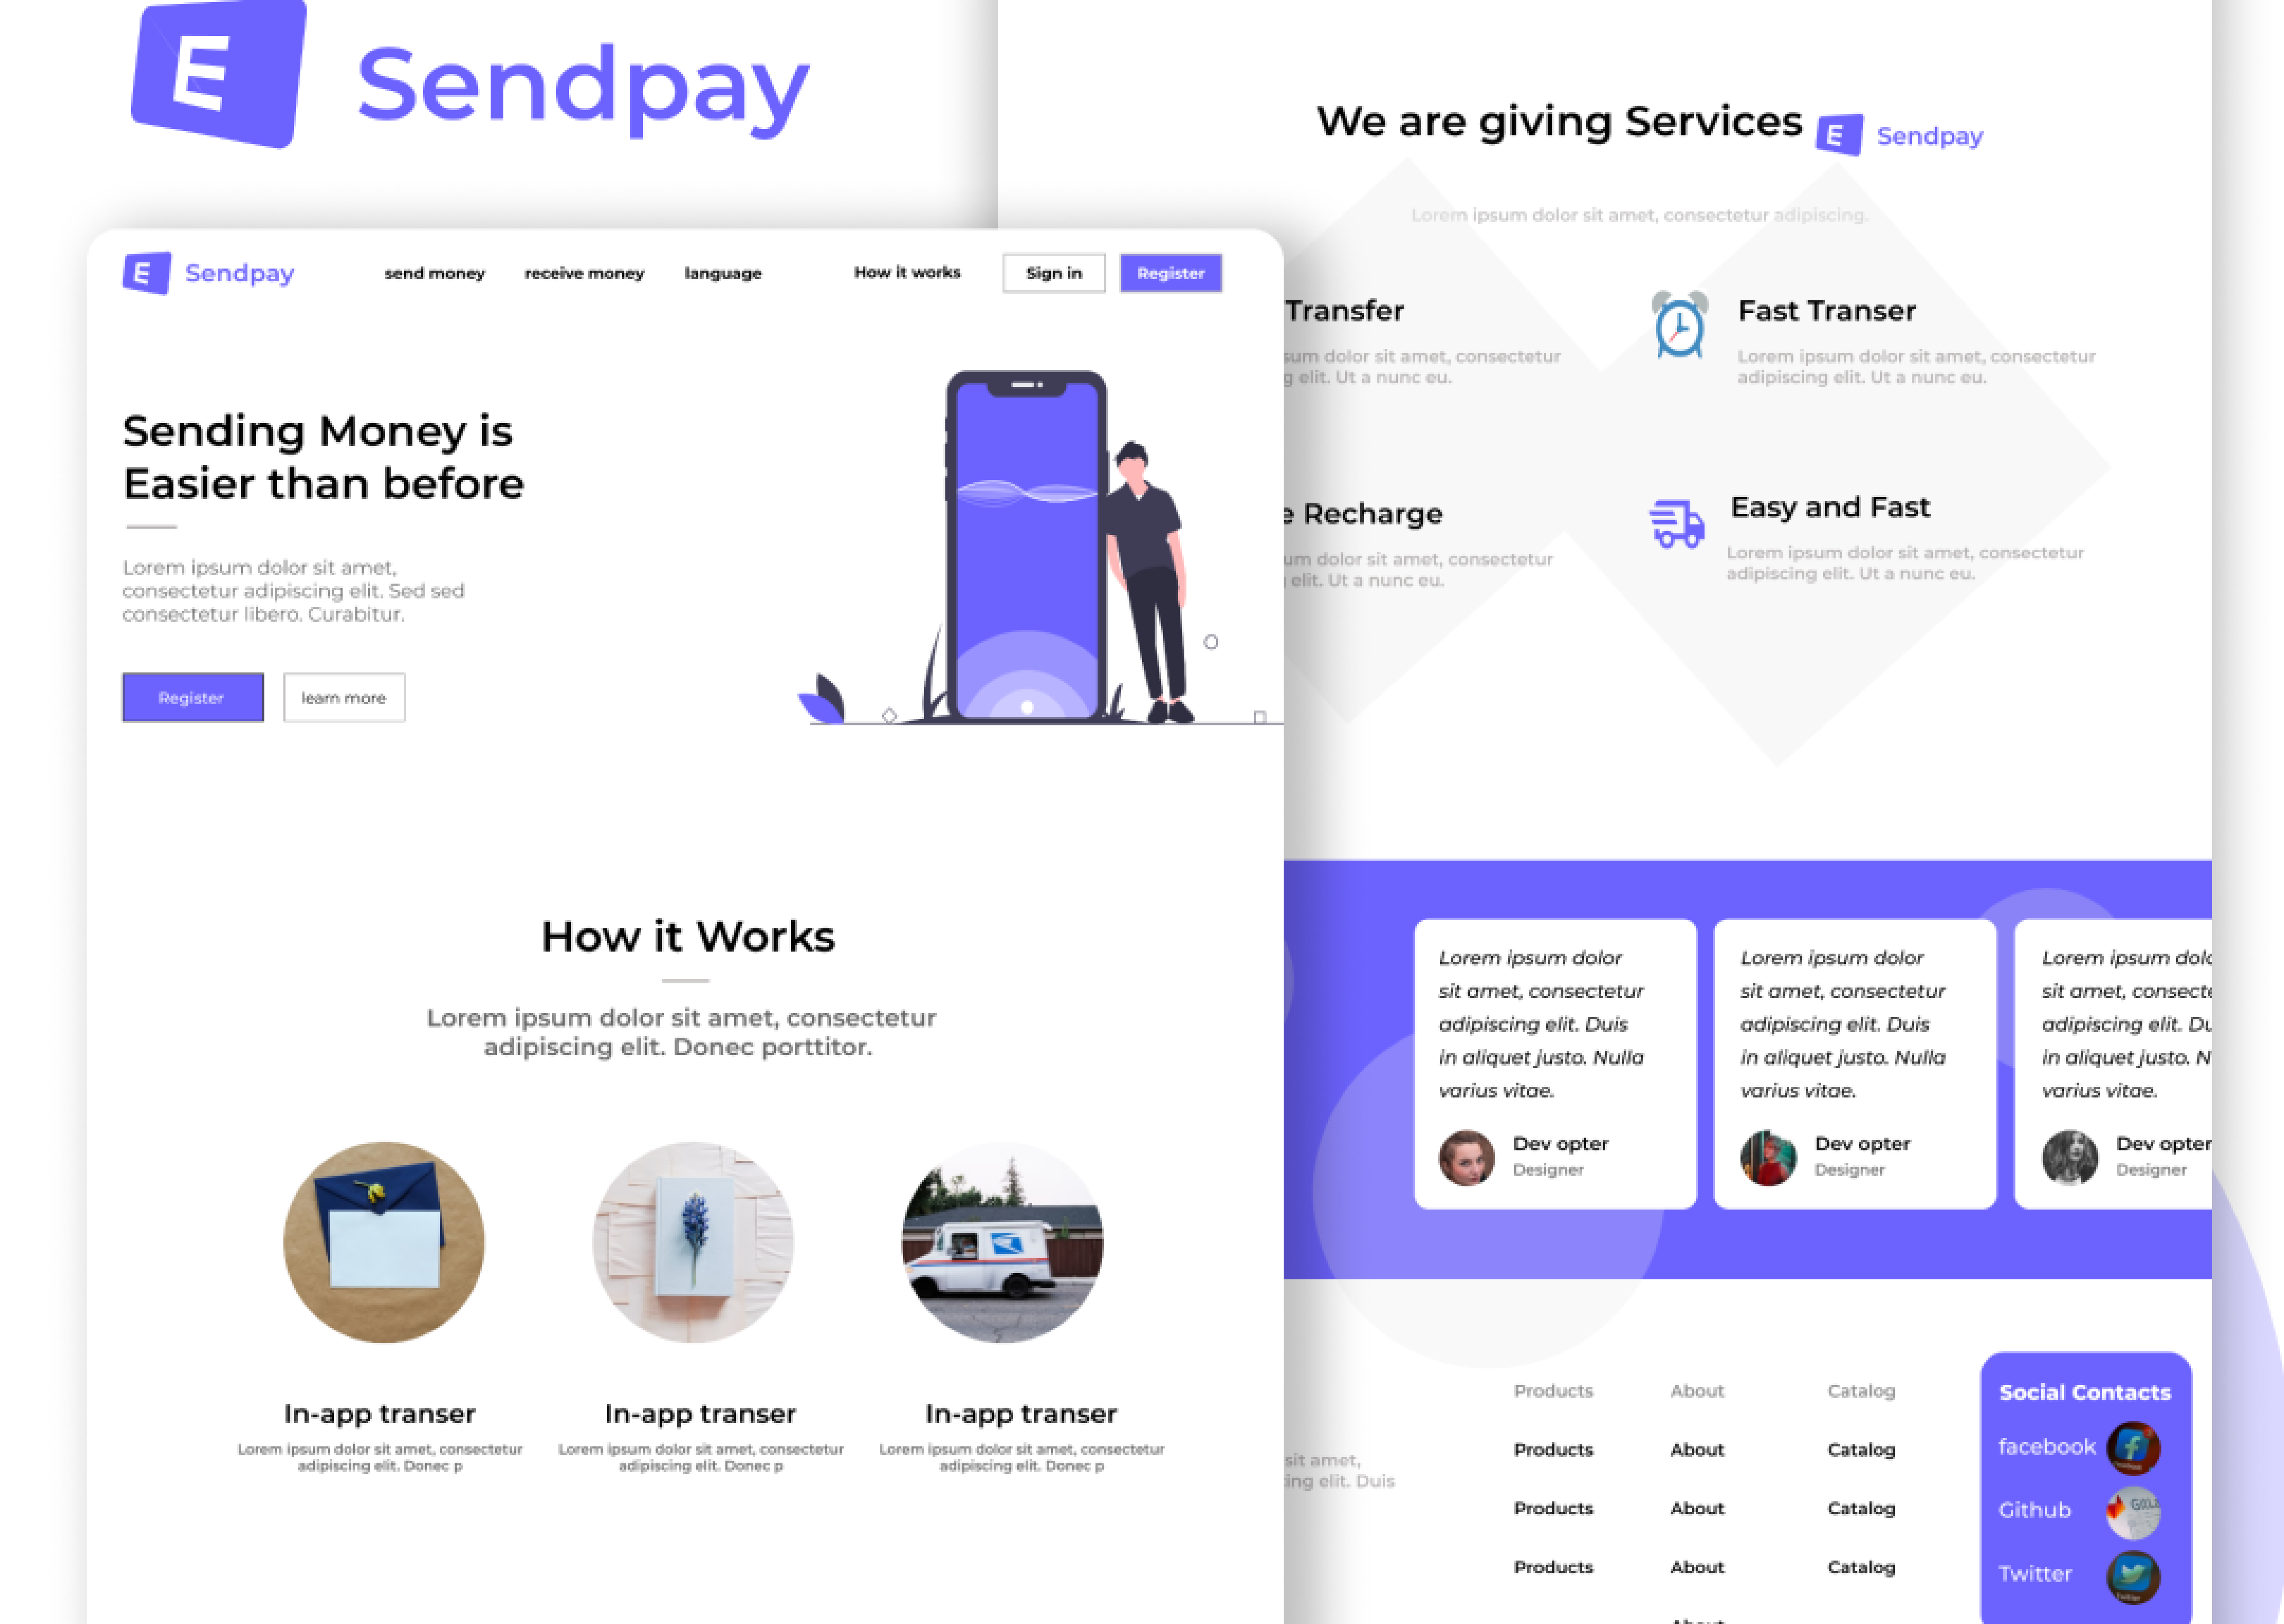 E
Sendpay
E
Sendpay
send money
receive money
language
How it works
Sign in
Register
Sending Money is
Easier than before
Lorem ipsum dolor sit amet,
consectetur adipiscing elit. Sed sed
consectetur libero. Curabitur.
Register
learn more
How it Works
Lorem ipsum dolor sit amet, consectetur
adipiscing elit. Donec porttitor.
In-app transer
Lorem ipsum dolor sit amet, consectetur
adipiscing elit. Donec p
In-app transer
Lorem ipsum dolor sit amet, consectetur
adipiscing elit. Donec p
In-app transer
Lorem ipsum dolor sit amet, consectetur
adipiscing elit. Donec p
We are giving Services
E
Sendpay
Lorem ipsum dolor sit amet, consectetur adipiscing.
Transfer
sum dolor sit amet, consectetur
g elit. Ut a nunc eu.
Fast Transer
Lorem ipsum dolor sit amet, consectetur
adipiscing elit. Ut a nunc eu.
e Recharge
um dolor sit amet, consectetur
elit. Ut a nunc eu.
Easy and Fast
Lorem ipsum dolor sit amet, consectetur
adipiscing elit. Ut a nunc eu.
Lorem ipsum dolor
sit amet, consectetur
adipiscing elit. Duis
in aliquet justo. Nulla
varius vitae.
Dev opter
Designer
Lorem ipsum dolor
sit amet, consectetur
adipiscing elit. Duis
in aliquet justo. Nulla
varius vitae.
Dev opter
Designer
Lorem ipsum dolo
sit amet, consecte
adipiscing elit. Du
in aliquet justo. N
varius vitae.
Dev opter
Designer
sit amet,
ing elit. Duis
Products
Products
Products
Products
About
About
About
About
About
Catalog
Catalog
Catalog
Catalog
Social Contacts
facebook
Github
Twitter